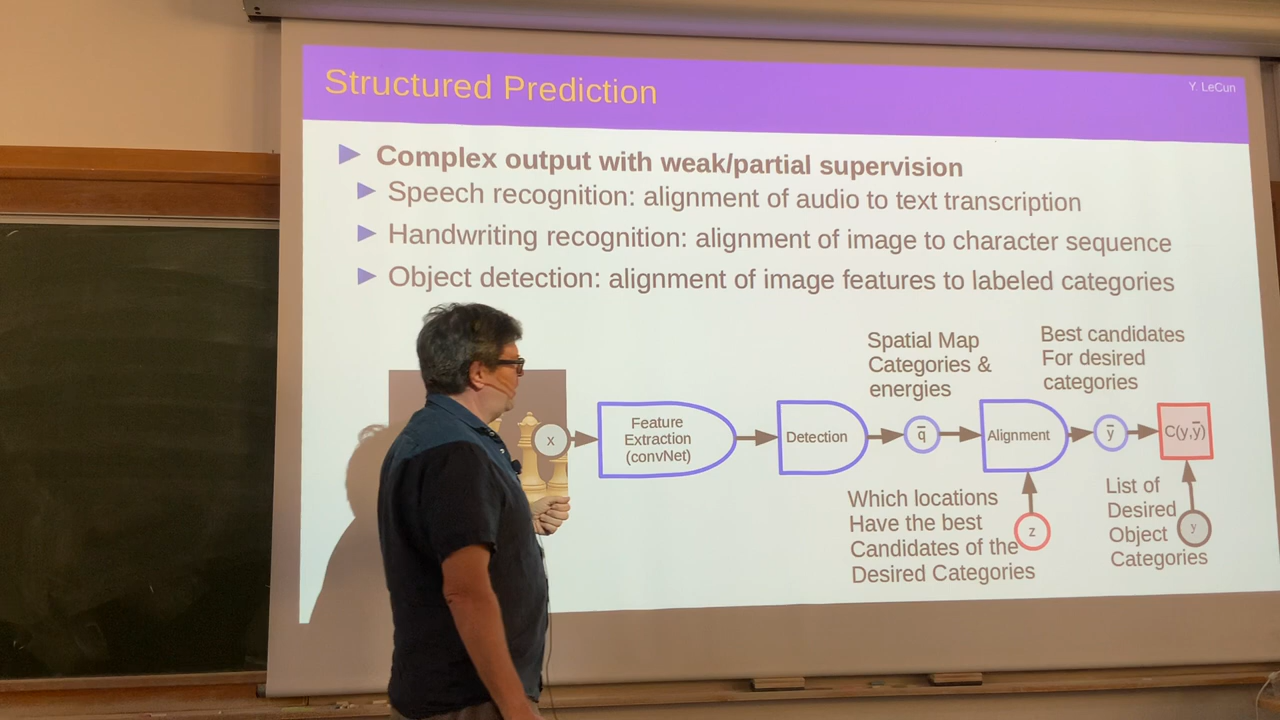 Structured Prediction
Y. LeCun
Complex output with weak/partial supervision
Speech recognition: alignment of audio to text transcription
Handwriting recognition: alignment of image to character sequence
Object detection: alignment of image features to labeled categories
Spatial Map
Categories &
energies
Best candidates
For desired
categories
x
Feature
Extraction
(convNet)
Detection
q̅
Alignment
y̅
C(y,y̅)
Which locations
Have the best
Candidates of the
Desired Categories
z
List of
Desired
Object
Categories
y